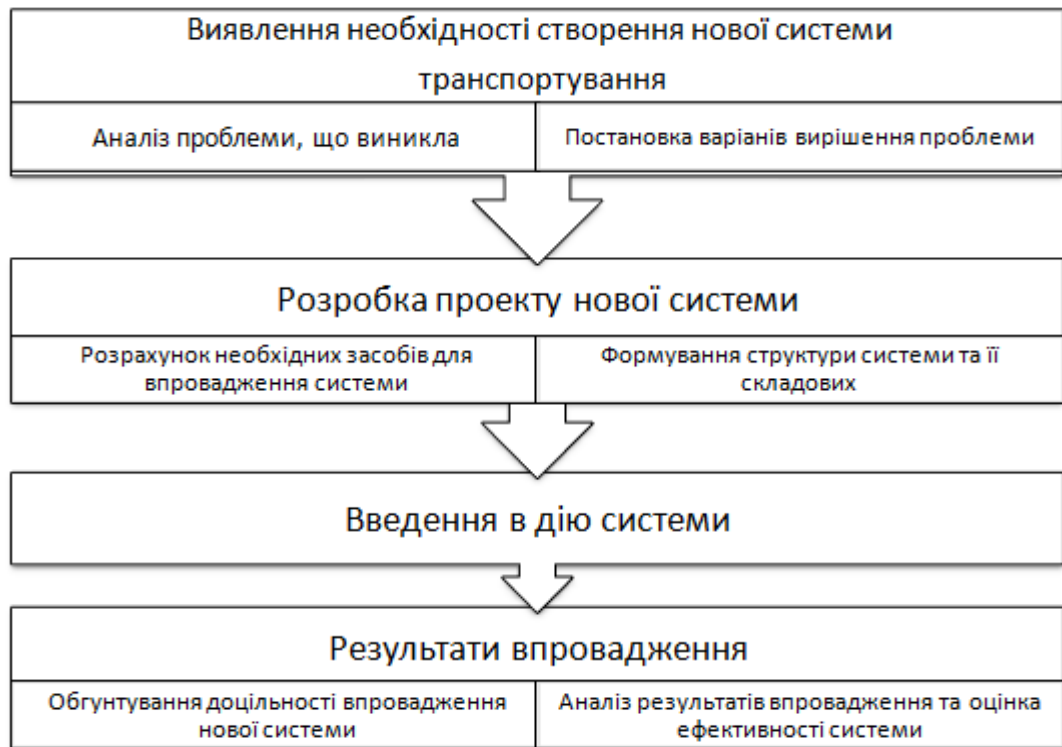 Виявлення необхідності створення нової системи
транспортування
Аналіз проблеми, що виникла
Постановка варіанів вирішення проблеми
Розробка проекту нової системи
Розрахунок необхідних засобів для
впровадження системи
Формування структури системи та її
складових
Введення в дію системи
Результати впровадження
Обгунтування доцільності впровадження
нової системи
Аналіз результатів впровадження та оцінка
ефективності системи